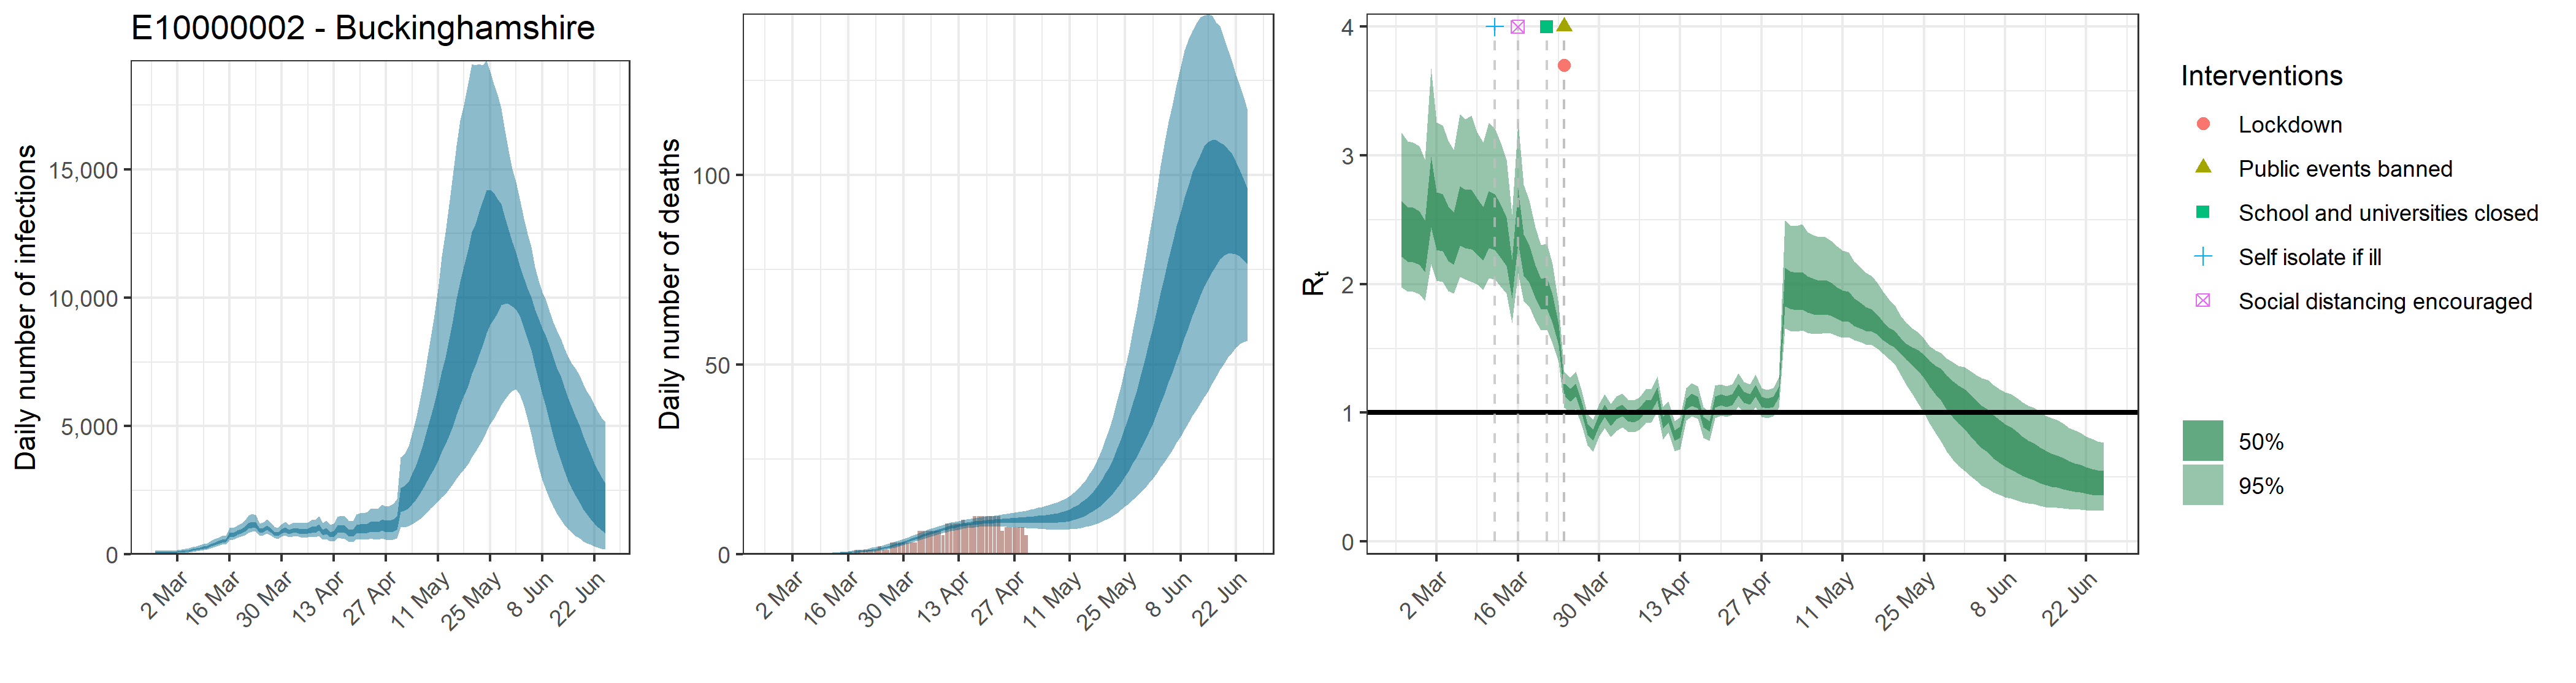 E10000002 - Buckinghamshire
Daily number of infections
15,000
10,000
5,000
0
2 Mar
16 Mar
30 Mar
13 Apr
27 Apr
11 May
25 May
8 Jun
22 Jun
Daily number of deaths
100
50
0
2 Mar
16 Mar
30 Mar
13 Apr
27 Apr
11 May
25 May
8 Jun
22 Jun
Rt
4
3
2
1
0
2 Mar
16 Mar
30 Mar
13 Apr
27 Apr
11 May
25 May
8 Jun
22 Jun
Interventions
Lockdown
Public events banned
School and universities closed
Self isolate if ill
Social distancing encouraged
50%
95%